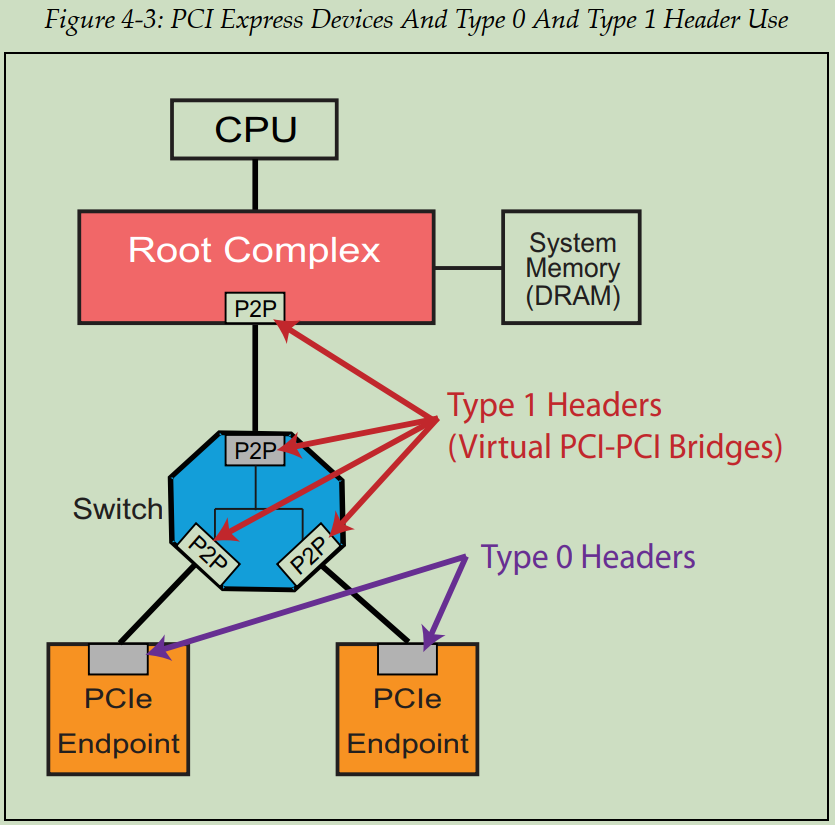 Figure 4-3: PCI Express Devices And Type 0 And Type 1 Header Use
CPU
Root Complex
P2P
System
Memory
(DRAM)
Type 1 Headers
(Virtual PCI-PCI Bridges)
P2P
Switch
P2P
P2P
Type 0 Headers
PCIe
Endpoint
PCIe
Endpoint